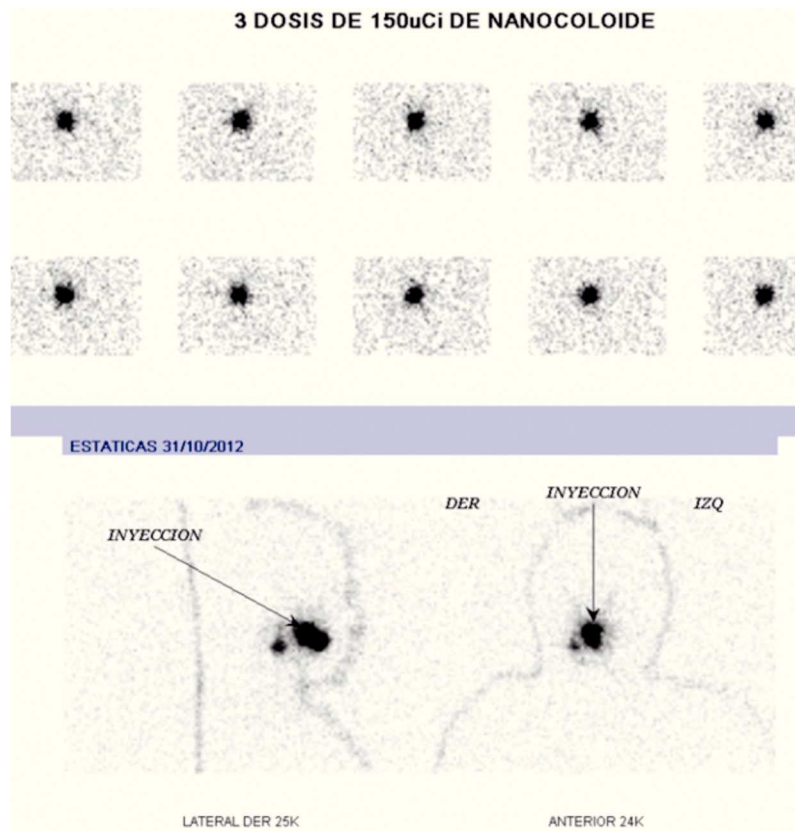 3 DOSIS DE 150uCi DE NANOCOLOIDE
ESTATICAS 31/10/2012
DER
INYECCION
IZQ
INYECCION
LATERAL DER 25K
ANTERIOR 24K